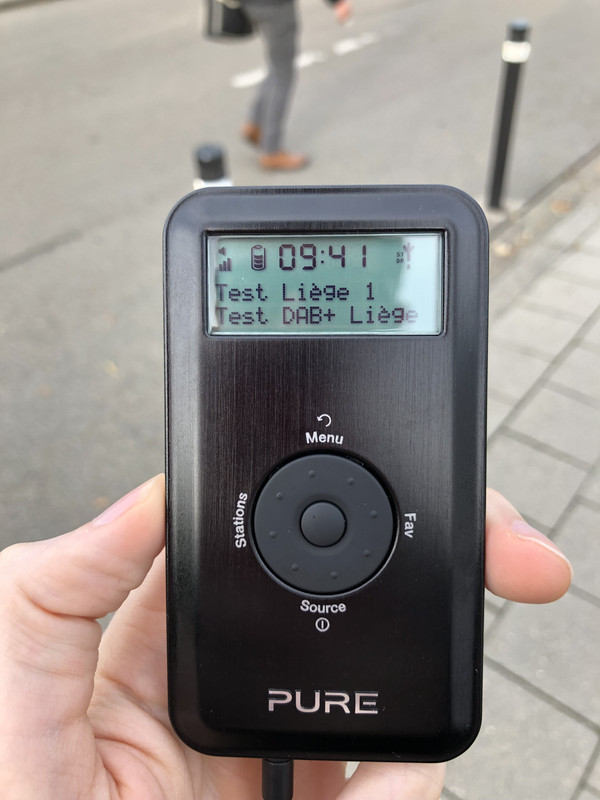 09:41
Test Liège 1
Test DAB+ Liège
Menu
Stations
Fav
Source
PURE